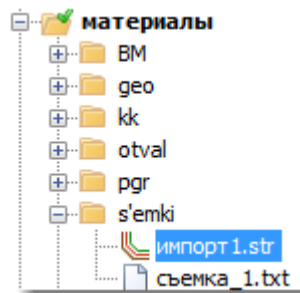 материалы
BM
geo
kk
otval
pgr
s'emki
импорт1.str
съемка_1.txt